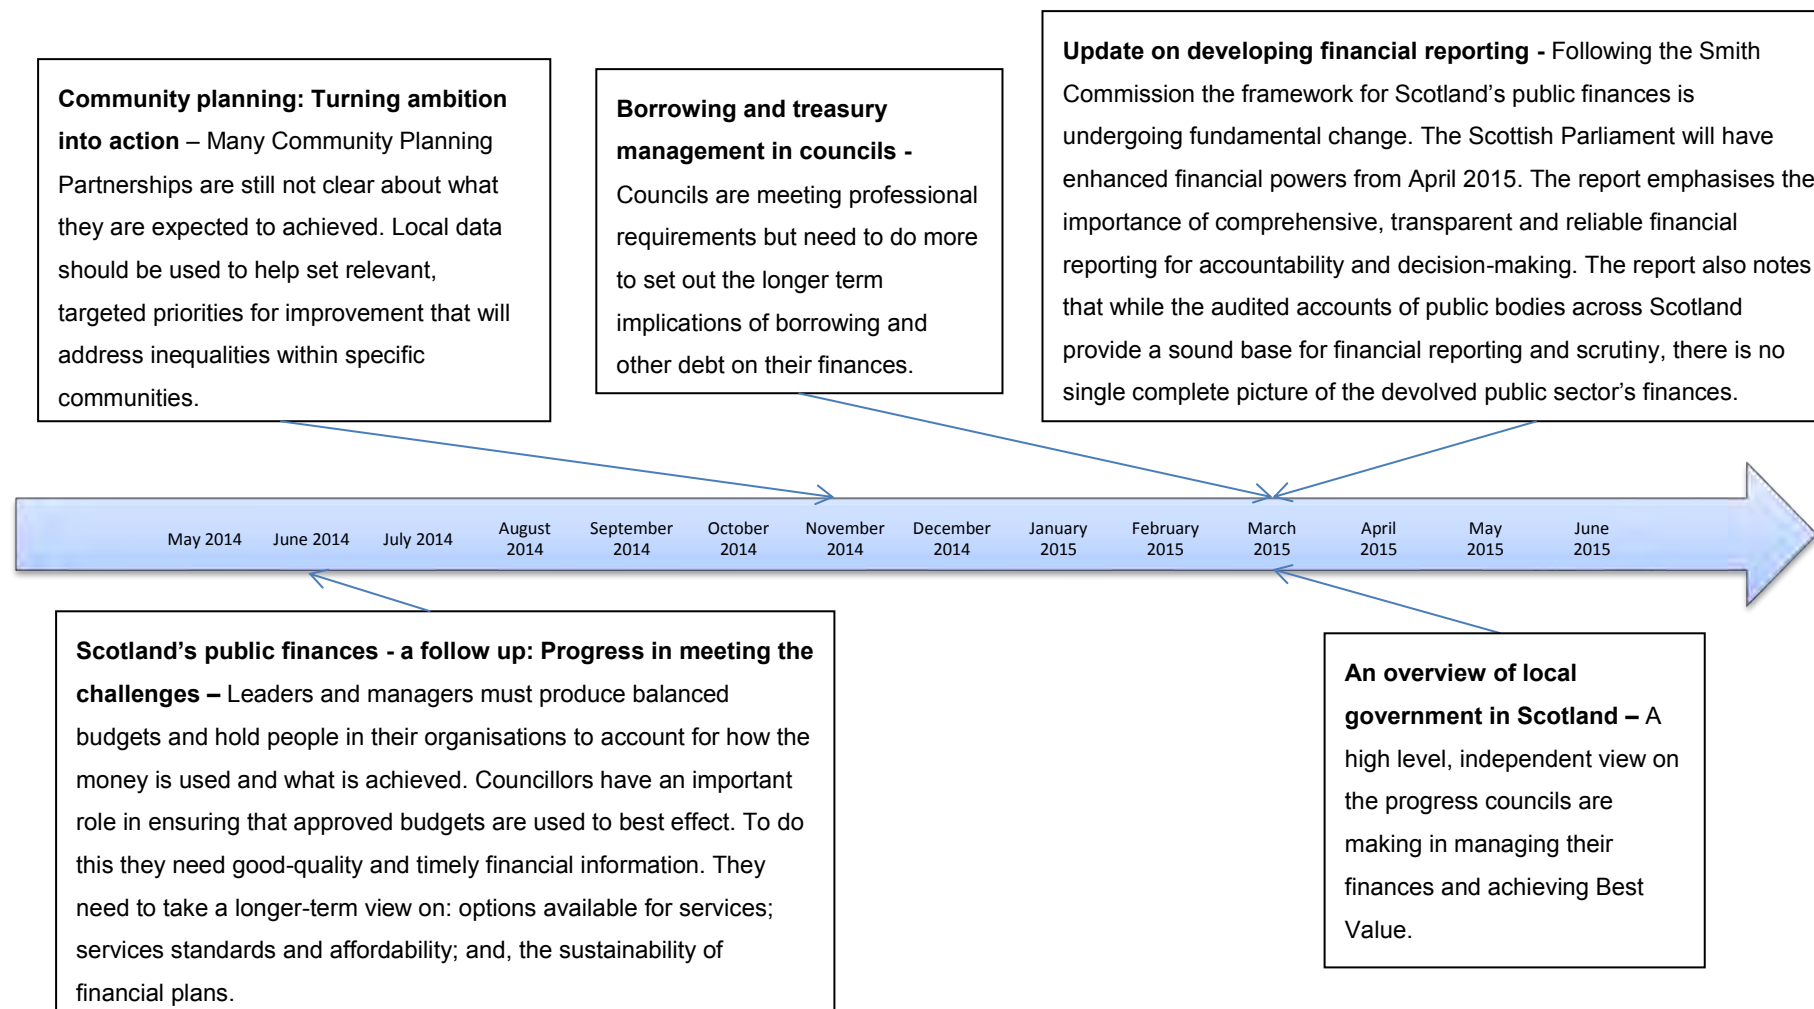 Community planning: Turning ambition
into action – Many Community Planning
Partnerships are still not clear about what
they are expected to achieved. Local data
should be used to help set relevant,
targeted priorities for improvement that will
address inequalities within specific
communities.
Borrowing and treasury
management in councils -
Councils are meeting professional
requirements but need to do more
to set out the longer term
implications of borrowing and
other debt on their finances.
Update on developing financial reporting - Following the Smith
Commission the framework for Scotland’s public finances is
undergoing fundamental change. The Scottish Parliament will have
enhanced financial powers from April 2015. The report emphasises the
importance of comprehensive, transparent and reliable financial
reporting for accountability and decision-making. The report also notes
that while the audited accounts of public bodies across Scotland
provide a sound base for financial reporting and scrutiny, there is no
single complete picture of the devolved public sector’s finances.
May 2014
June 2014
July 2014
August
2014
September
2014
October
2014
November
2014
December
2014
January
2015
February
2015
March
2015
April
2015
May
2015
June
2015
Scotland’s public finances - a follow up: Progress in meeting the
challenges – Leaders and managers must produce balanced
budgets and hold people in their organisations to account for how the
money is used and what is achieved. Councillors have an important
role in ensuring that approved budgets are used to best effect. To do
this they need good-quality and timely financial information. They
need to take a longer-term view on: options available for services;
services standards and affordability; and, the sustainability of
financial plans.
An overview of local
government in Scotland – A
high level, independent view on
the progress councils are
making in managing their
finances and achieving Best
Value.